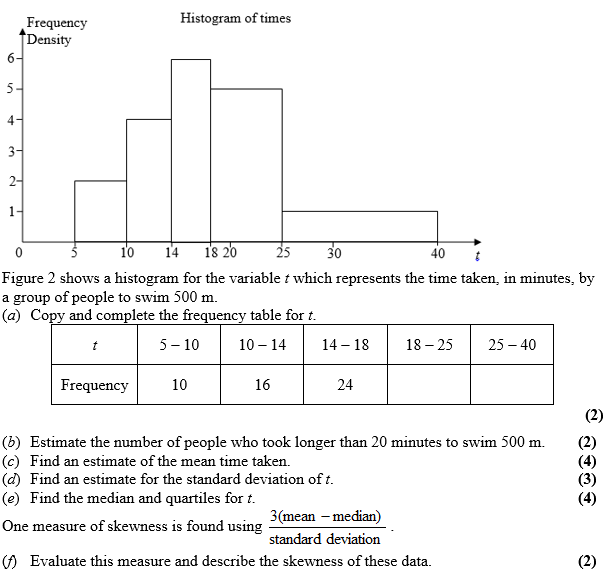 Histogram of times
Frequency
Density
6
5
4
3
2
1
0 5 10 14 18 20 25 30 40 t
Figure 2 shows a histogram for the variable t which represents the time taken, in minutes, by
a group of people to swim 500 m.
(a) Copy and complete the frequency table for t.
t 5 – 10 10 – 14 14 – 18 18 – 25 25 – 40
Frequency 10 16 24
(2)
(b) Estimate the number of people who took longer than 20 minutes to swim 500 m. (2)
(c) Find an estimate of the mean time taken. (4)
(d) Find an estimate for the standard deviation of t. (3)
(e) Find the median and quartiles for t. (4)
One measure of skewness is found using 3(mean – median) / standard deviation .
(f) Evaluate this measure and describe the skewness of these data. (2)